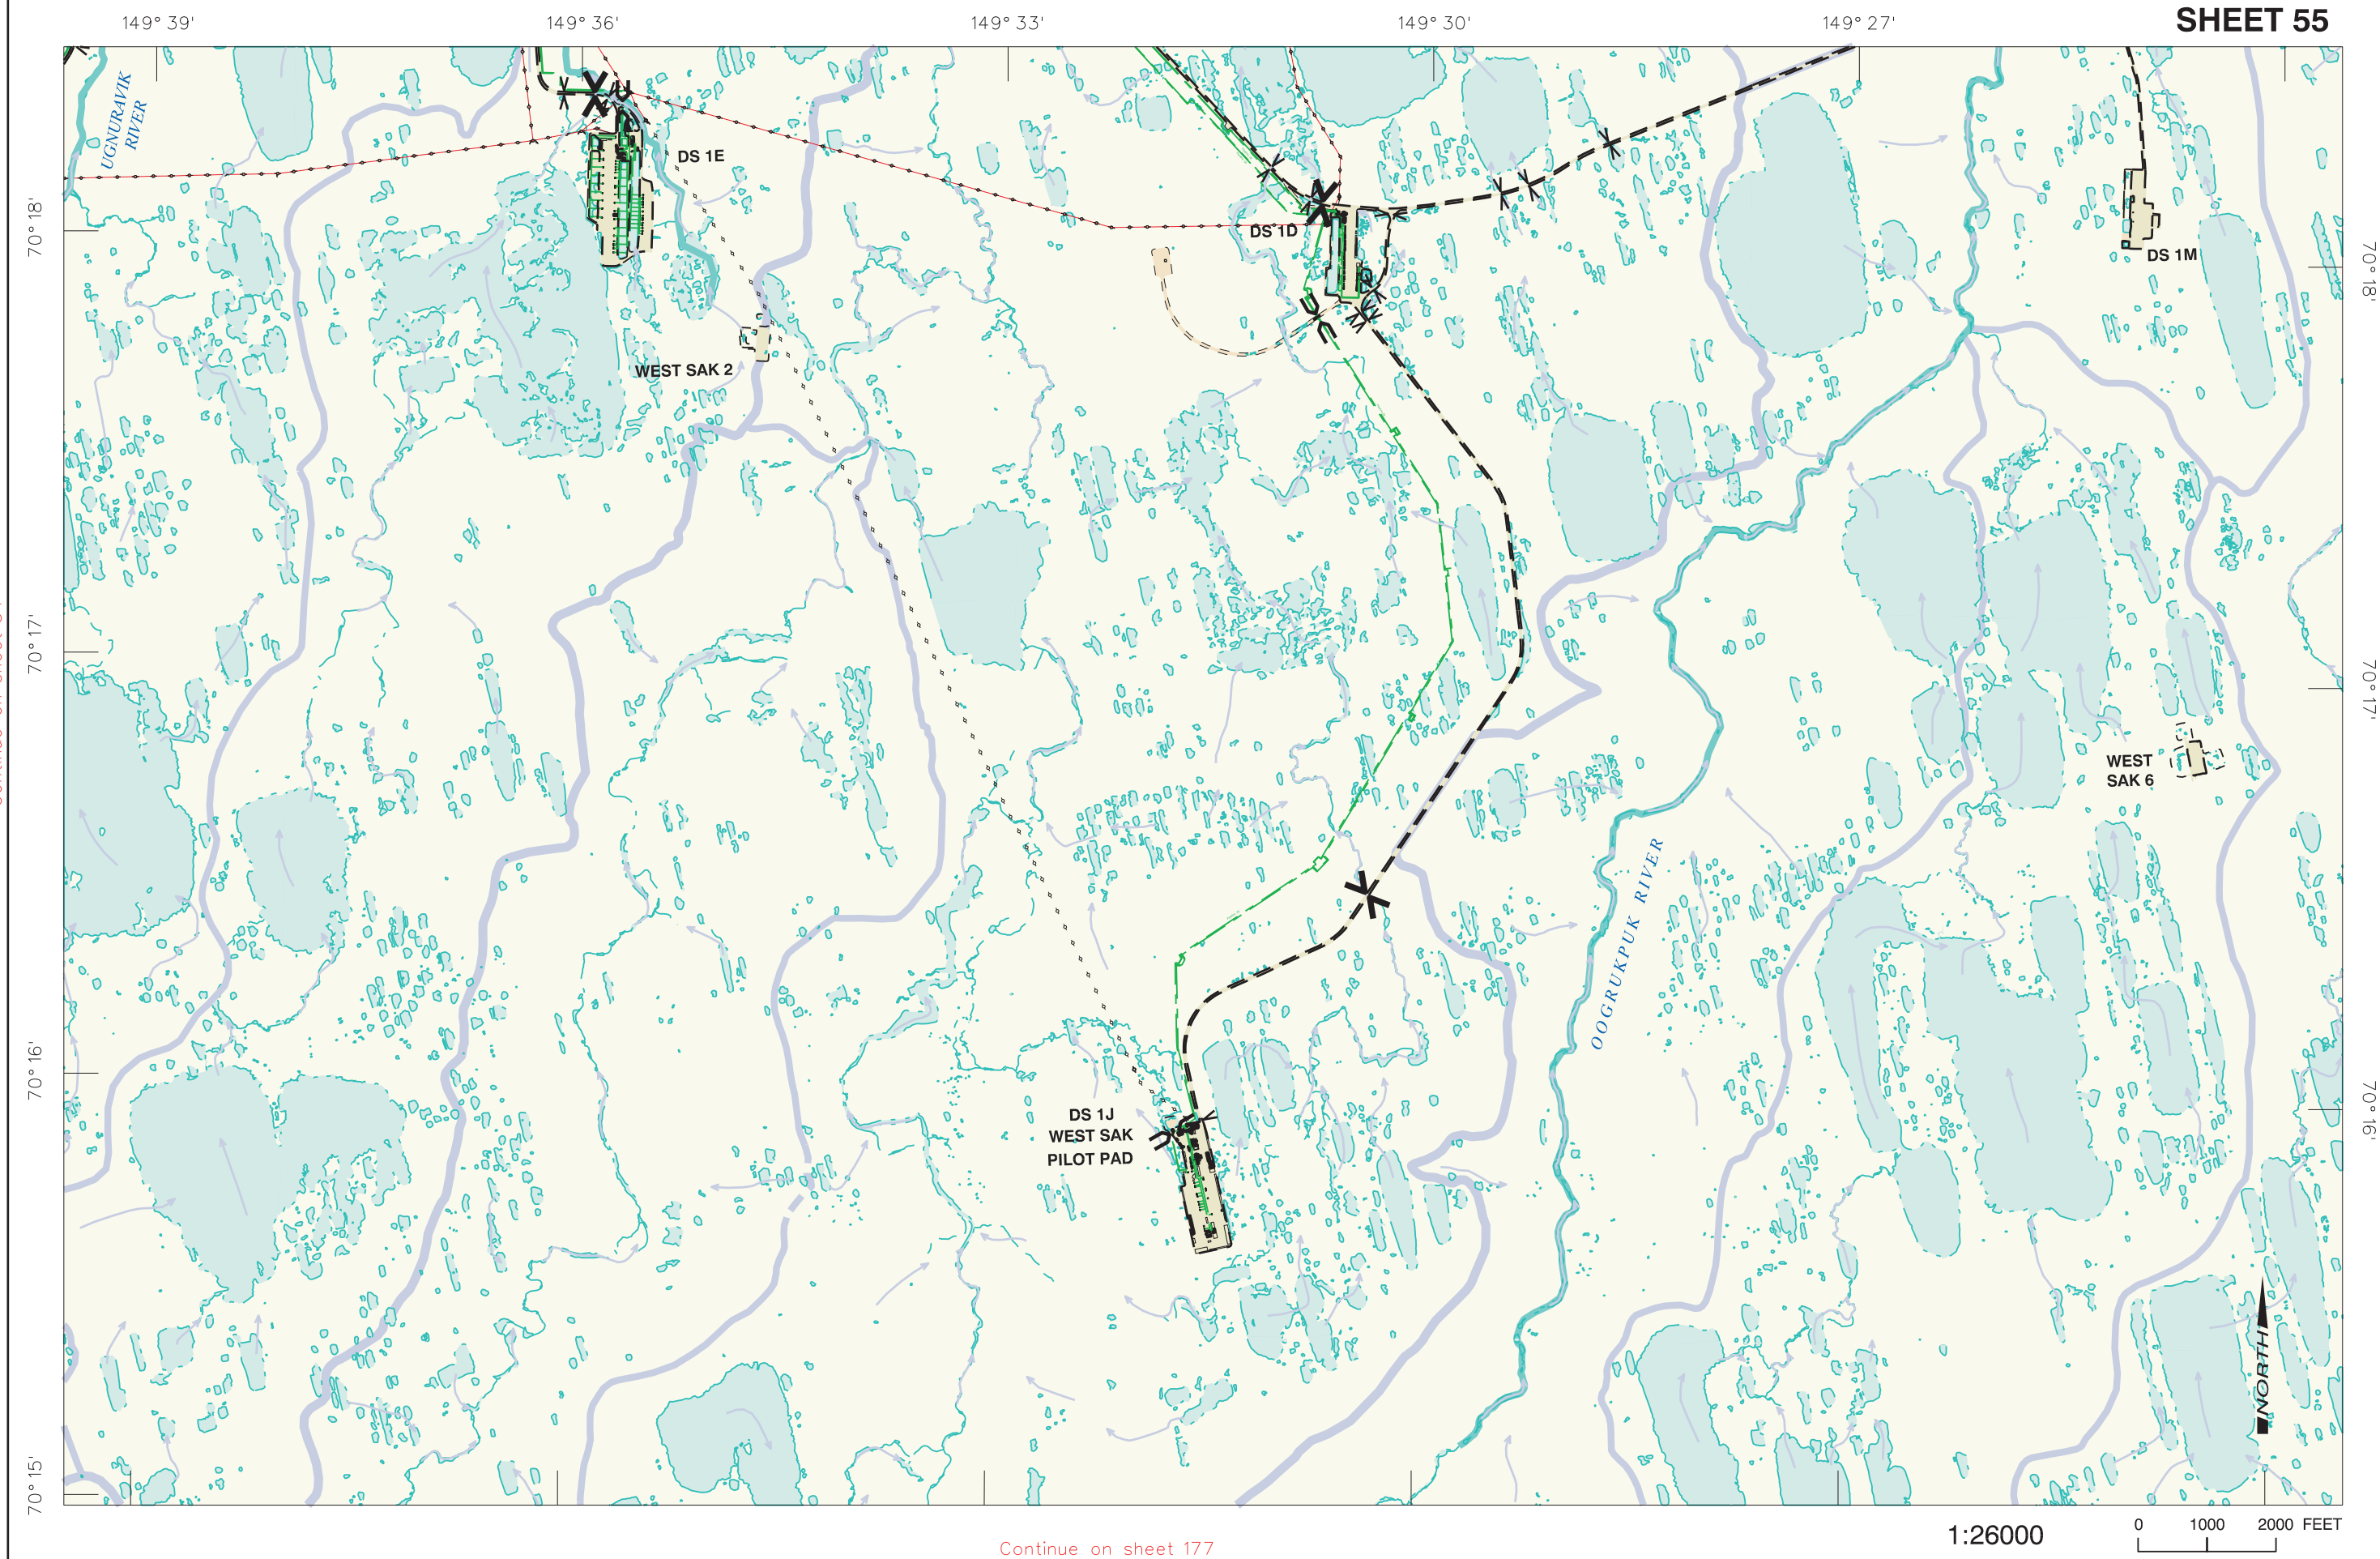 SHEET 55
149° 39'
149° 36'
149° 33'
149° 30'
149° 27'
UGNURAVIK
RIVER
DS 1E
70° 18'
DS 1D
DS 1M
70° 18'
WEST SAK 2
70° 17'
70° 17'
WEST
SAK 6
OOGRUKPUK RIVER
70° 16'
70° 16'
DS 1J
WEST SAK
PILOT PAD
NORTH
70° 15'
Continue on sheet 177
1:26000
0 1000 2000 FEET